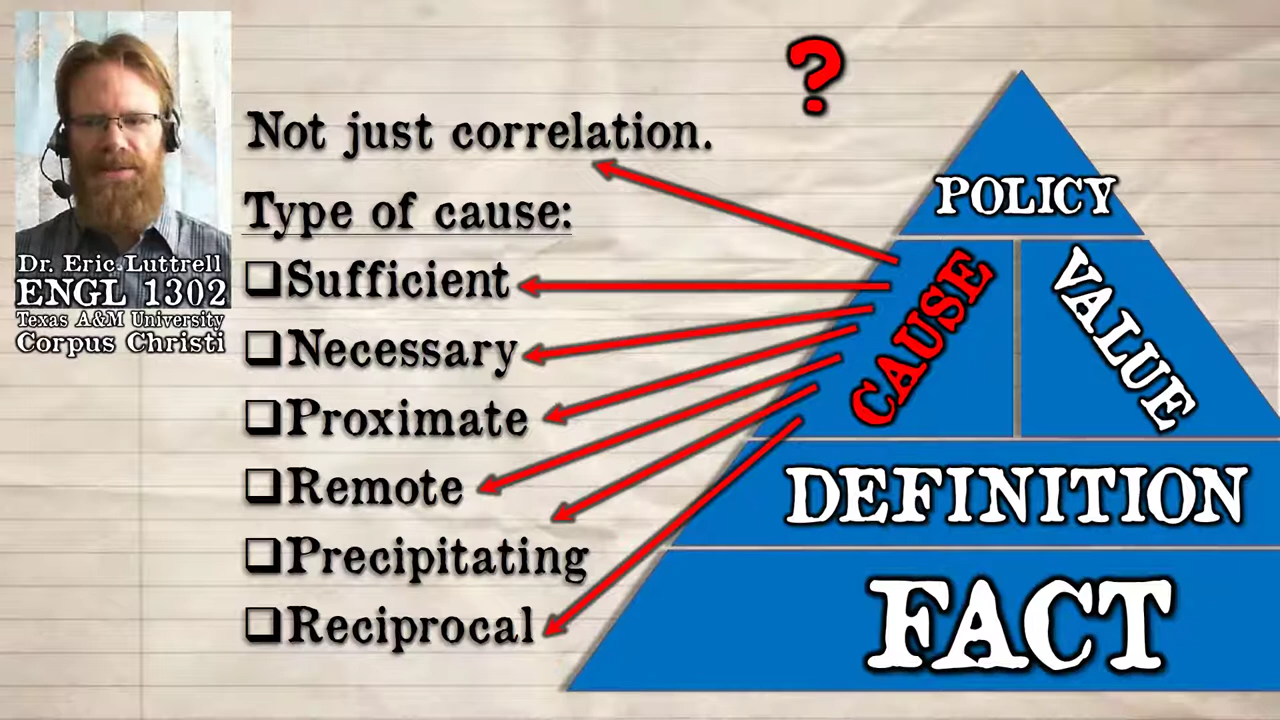 Dr. Eric Luttrell
ENGL 1302
Texas A&M University
Corpus Christi
Not just correlation.
Type of cause:
❑Sufficient
❑Necessary
❑Proximate
❑Remote
❑Precipitating
❑Reciprocal
?
POLICY
CAUSE
VALUE
DEFINITION
FACT